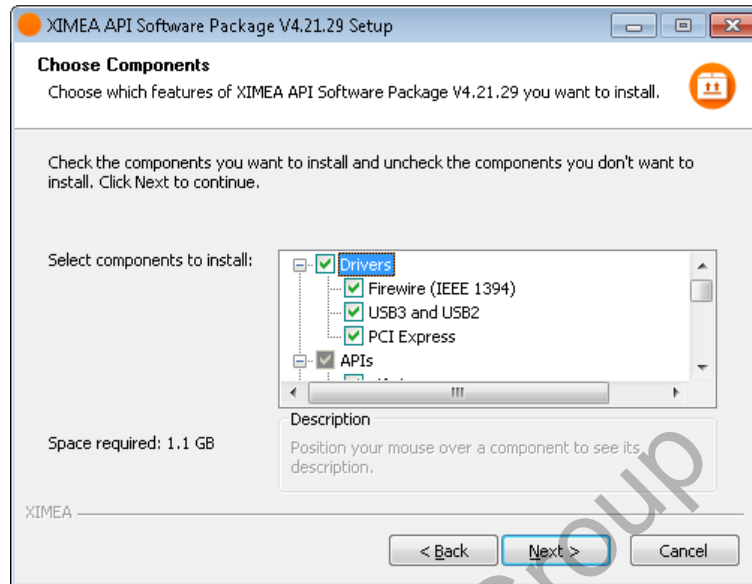 XIMEA API Software Package V4.21.29 Setup
Choose Components
Choose which features of XIMEA API Software Package V4.21.29 you want to install.
Check the components you want to install and uncheck the components you don't want to
install. Click Next to continue.
Select components to install:
Drivers
Firewire (IEEE 1394)
USB3 and USB2
PCI Express
APIs
Space required: 1.1 GB
Description
Position your mouse over a component to see its
description.
XIMEA
< Back
Next >
Cancel
Group